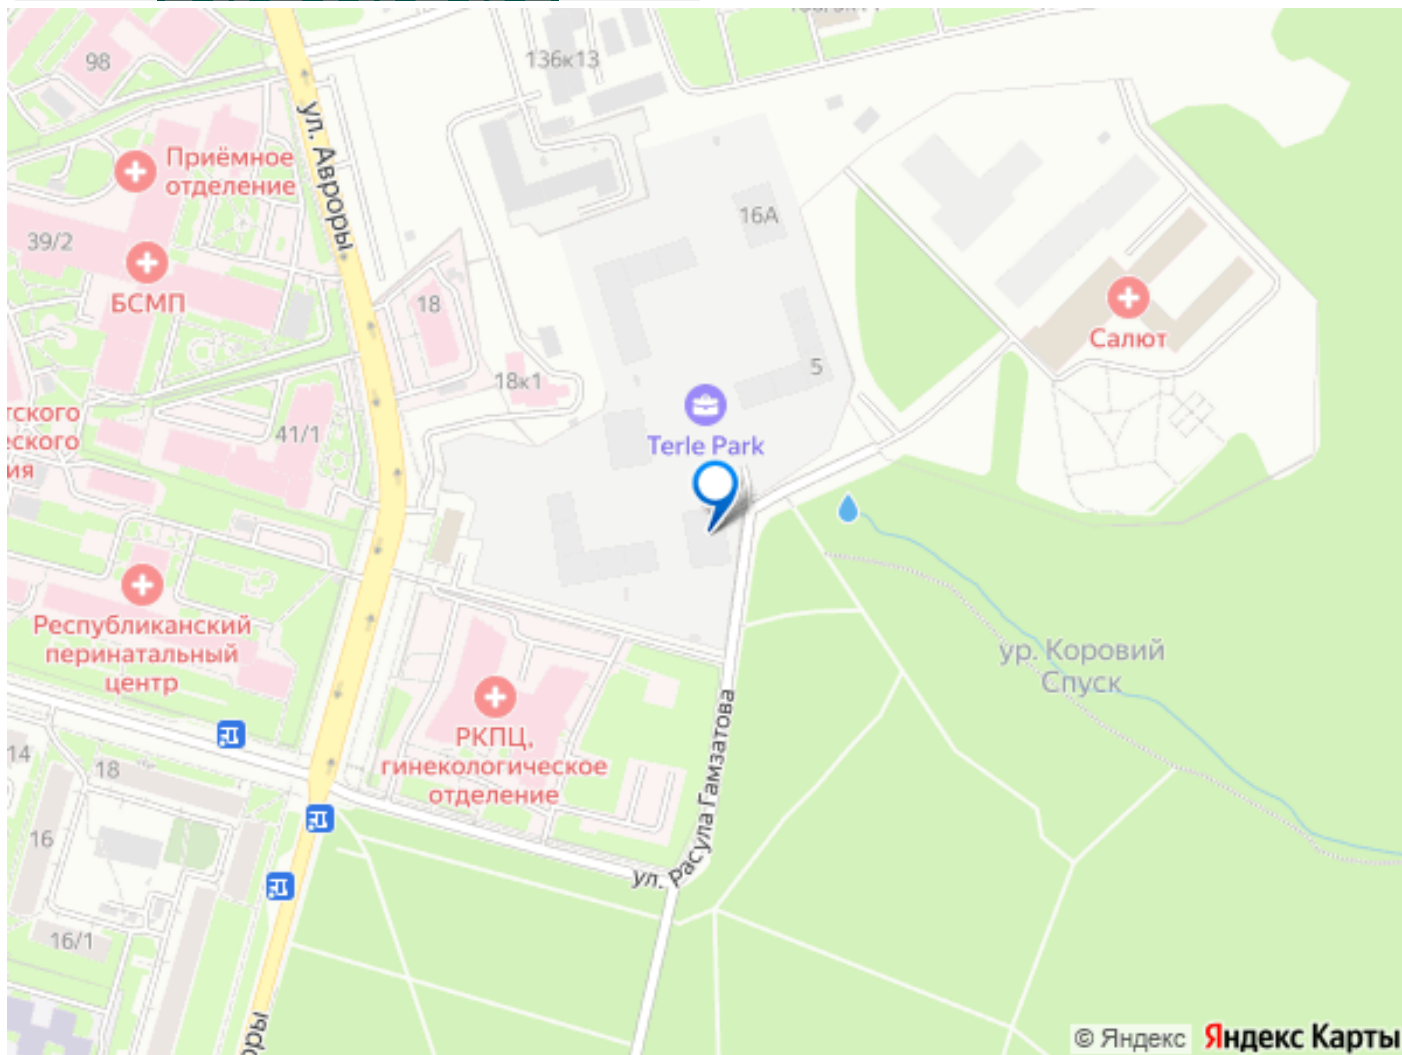 98
136к13
ул. Авроры
Приёмное
отделение
16А
39/2
БСМП
18
Салют
5
18к1
41/1
Terle Park
Республиканский
перинатальный
центр
ур. Коровий
Спуск
РКПЦ,
гинекологическое
отделение
ул. Расула Гамзатова
14
18
16
16/1
© Яндекс Яндекс Карты